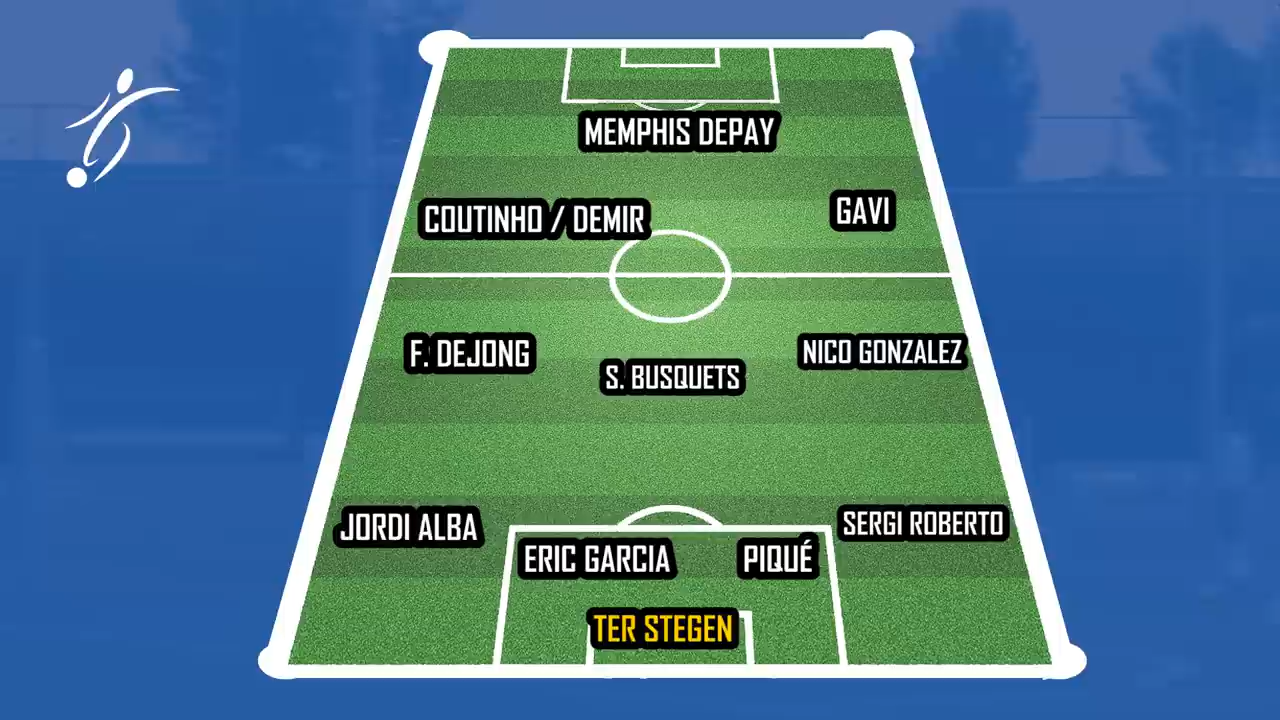 MEMPHIS DEPAY
COUTINHO / DEMIR
GAVI
F. DEJONG
S. BUSQUETS
NICO GONZALEZ
JORDI ALBA
ERIC GARCIA
PIQUÉ
SERGI ROBERTO
TER STEGEN